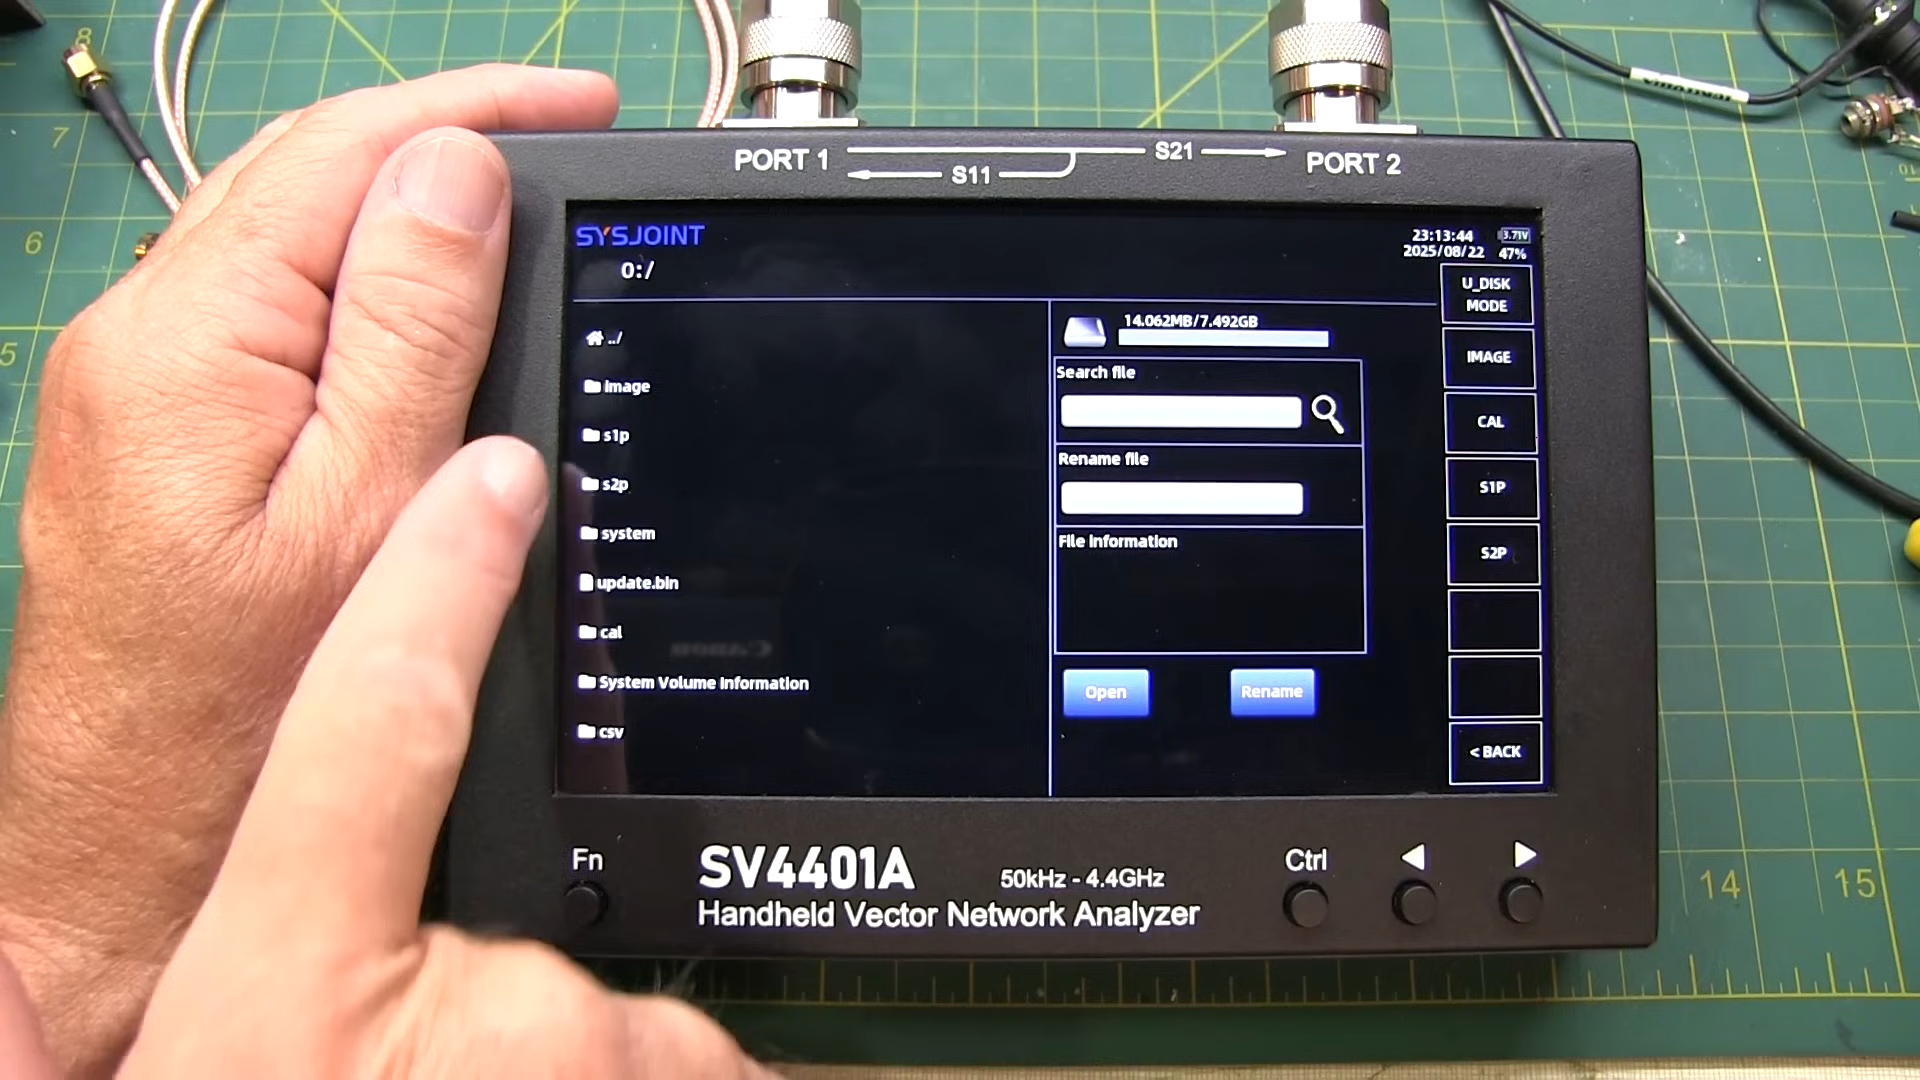 PORT 1
S11
S21
PORT 2
SYSJOINT
23:13:44
3.71V
2025/08/22
47%
0:/
U_DISK
MODE
../
14.062MB/7.492GB
image
Search file
IMAGE
s1p
CAL
s2p
Rename file
S1P
system
File Information
S2P
update.bin
cal
Canon
System Volume Information
Open
Rename
csv
< BACK
Fn
SV4401A
50kHz - 4.4GHz
Handheld Vector Network Analyzer
Ctrl
8
7
6
5
14
15